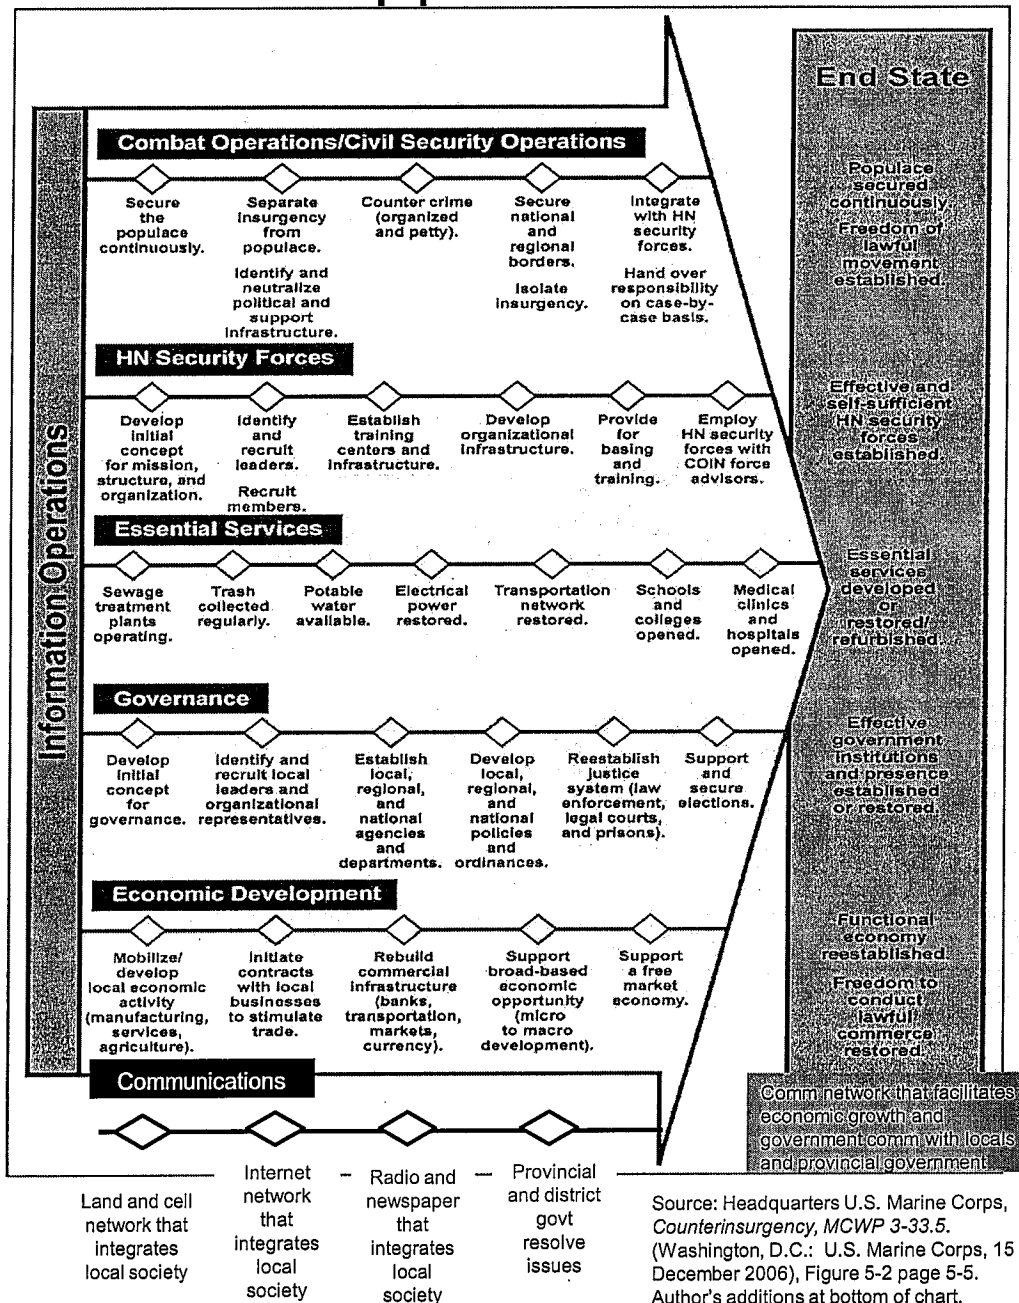 End State
Information Operations
Combat Operations/Civil Security Operations
Secure
the
populace
continuously.
Separate
insurgency
from
populace.
Identify and
neutralize
political and
support
infrastructure.
Counter crime
(organized
and petty).
Secure
national
and
regional
borders.
Isolate
insurgency.
Integrate
with HN
security
forces.
Hand over
responsibility
on case-by-
case basis.
Populace
secured
continuously.
Freedom of
lawful
movement
established.
HN Security Forces
Develop
initial
concept
for mission,
structure, and
organization.
Identify
and
recruit
leaders.
Recruit
members.
Establish
training
centers and
infrastructure.
Develop
organizational
infrastructure.
Provide
for
basing
and
training.
Employ
HN security
forces with
COIN force
advisors.
Effective and
self-sufficient
HN security
forces
established.
Essential Services
Sewage
treatment
plants
operating.
Trash
collected
regularly.
Potable
water
available.
Electrical
power
restored.
Transportation
network
restored.
Schools
and
colleges
opened.
Medical
clinics
and
hospitals
opened.
Essential
services
developed
or
restored/
refurbished.
Governance
Develop
initial
concept
for
governance.
Identify and
recruit local
leaders and
organizational
representatives.
Establish
local,
regional,
and
national
agencies
and
departments.
Develop
local,
regional,
and
national
policies
and
ordinances.
Reestablish
justice
system (law
enforcement,
legal courts,
and prisons).
Support
and
secure
elections.
Effective
government
institutions
and presence
established
or restored.
Economic Development
Mobilize/
develop
local economic
activity
(manufacturing,
services,
agriculture).
Initiate
contracts
with local
businesses
to stimulate
trade.
Rebuild
commercial
infrastructure
(banks,
transportation,
markets,
currency).
Support
broad-based
economic
opportunity
(micro
to macro
development).
Support
a free
market
economy.
Functional
economy
reestablished.
Freedom to
conduct
lawful
commerce
restored.
Communications
Land and cell
network that
integrates
local society
Internet
network
that
integrates
local
society
Radio and
newspaper
that
integrates
local
society
Provincial
and district
govt
resolve
issues
Comm network that facilitates
economic growth and
government comm with locals
and provincial government
Source: Headquarters U.S. Marine Corps,
Counterinsurgency, MCWP 3-33.5.
(Washington, D.C.: U.S. Marine Corps, 15
December 2006), Figure 5-2 page 5-5.
Author's additions at bottom of chart.